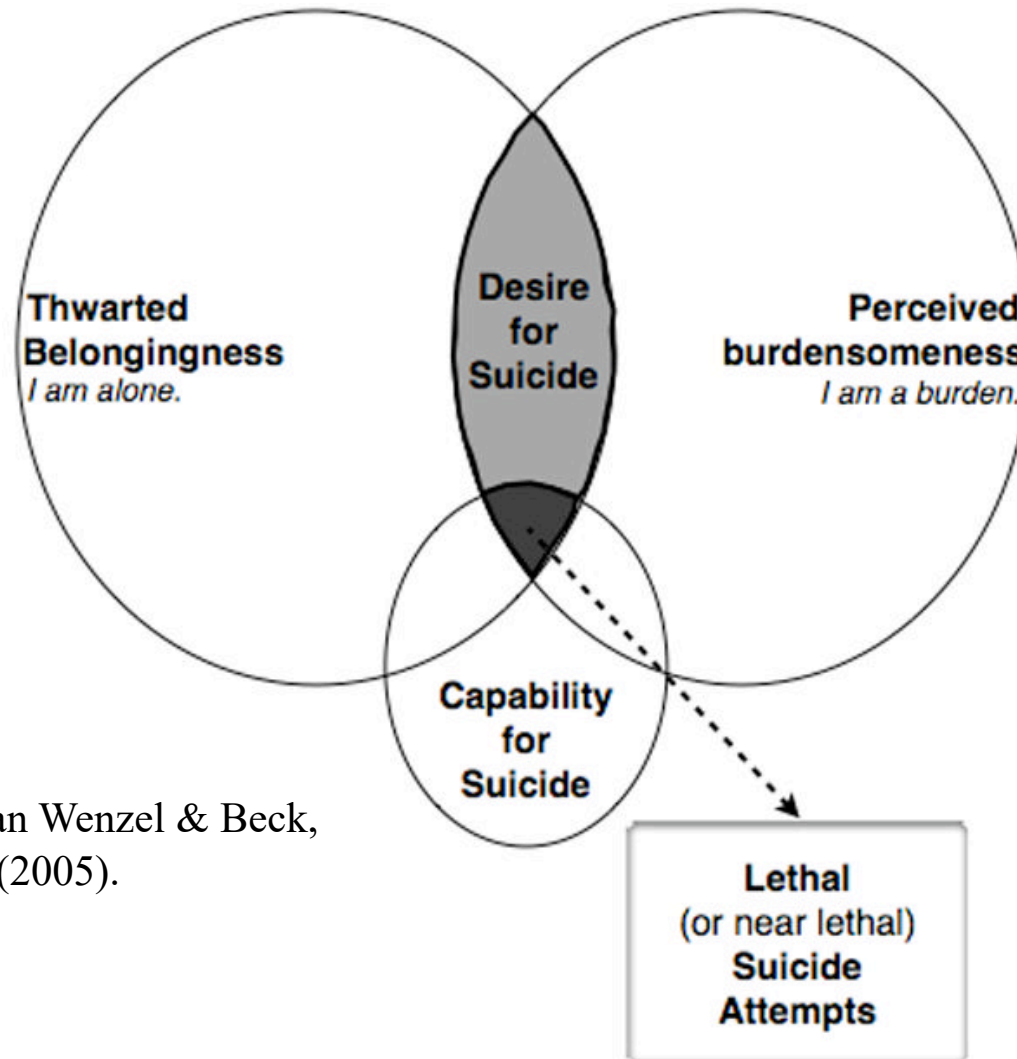 Desire
for
Suicide
Thwarted
Belongingness
I am alone.
Perceived
burdensomeness
I am a burden.
Capability
for
Suicide
Wenzel & Beck,
(2005).
Lethal
(or near lethal)
Suicide
Attempts